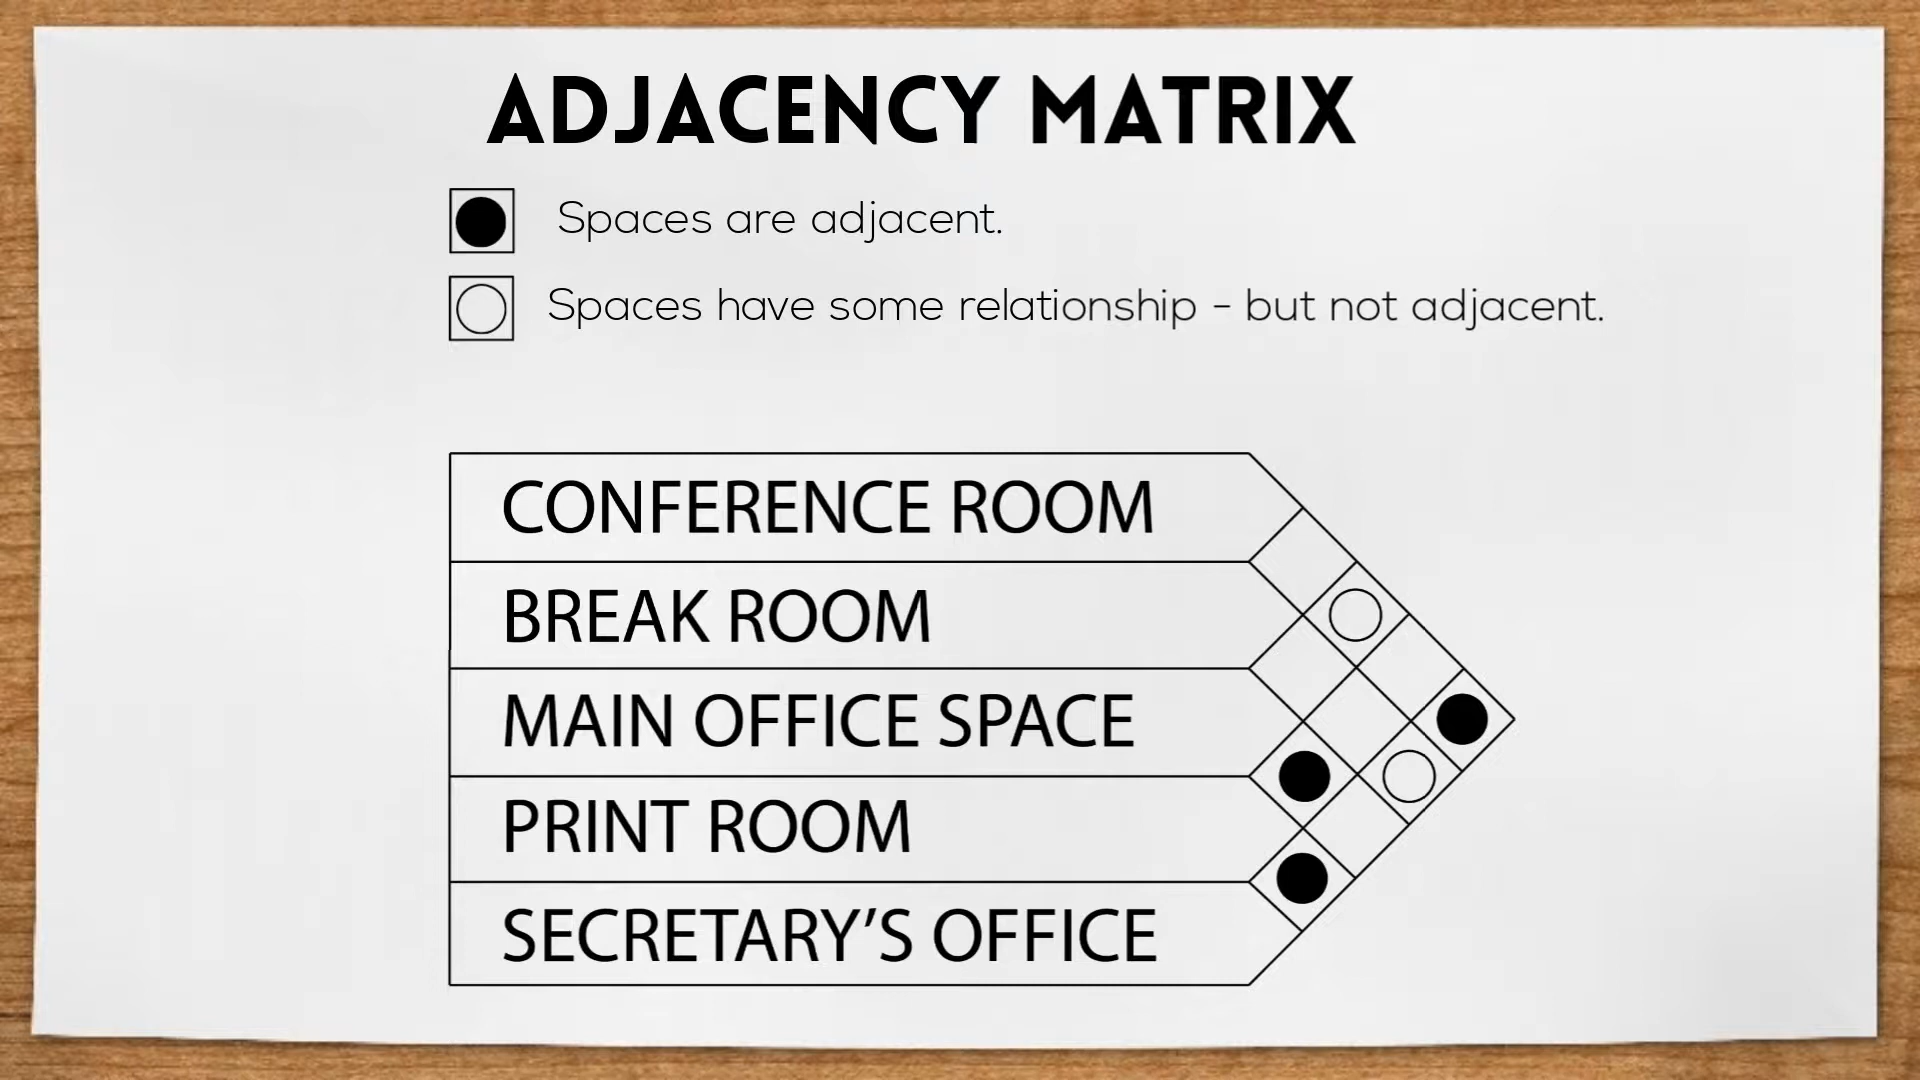 ADJACENCY MATRIX
Spaces are adjacent.
Spaces have some relationship - but not adjacent.
CONFERENCE ROOM
BREAK ROOM
MAIN OFFICE SPACE
PRINT ROOM
SECRETARY’S OFFICE